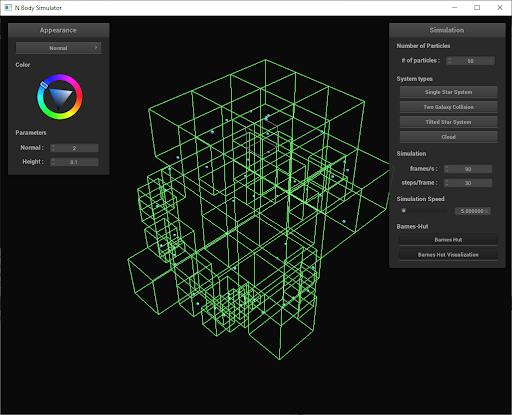 N Body Simulator
Appearance
Normal
Color
Parameters
Normal : 2
Height : 0.1
Simulation
Number of Particles
# of particles : 50
System types
Single Star System
Two Galaxy Collision
Tilted Star System
Cloud
Simulation
frames/s : 90
steps/frame : 30
Simulation Speed
5.000000
Barnes-Hut
Barnes Hut
Barnes Hut Visualization